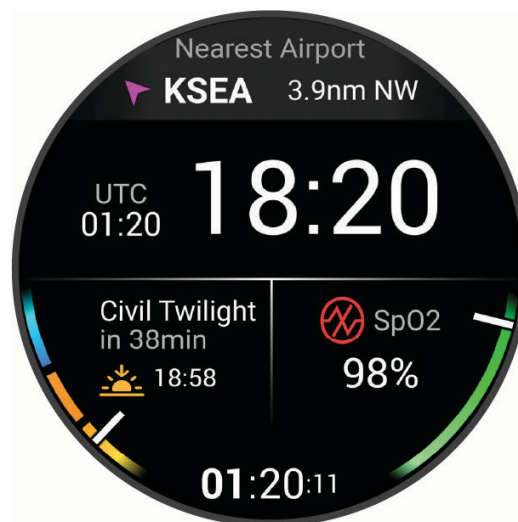 Nearest Airport
KSEA 3.9nm NW
UTC
01:20
18:20
Civil Twilight
in 38min
18:58
SpO2
98%
01:20:11